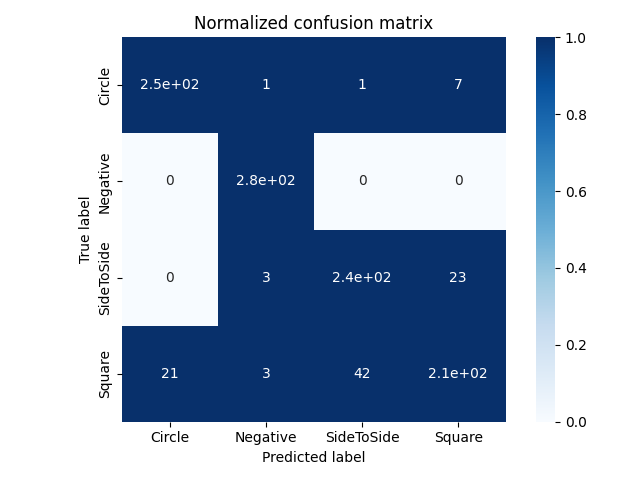 Normalized confusion matrix
True label
Circle
2.5e+02 1 1 7
Negative
0 2.8e+02 0 0
SideToSide
0 3 2.4e+02 23
Square
21 3 42 2.1e+02
Circle Negative SideToSide Square
Predicted label
1.0
0.8
0.6
0.4
0.2
0.0